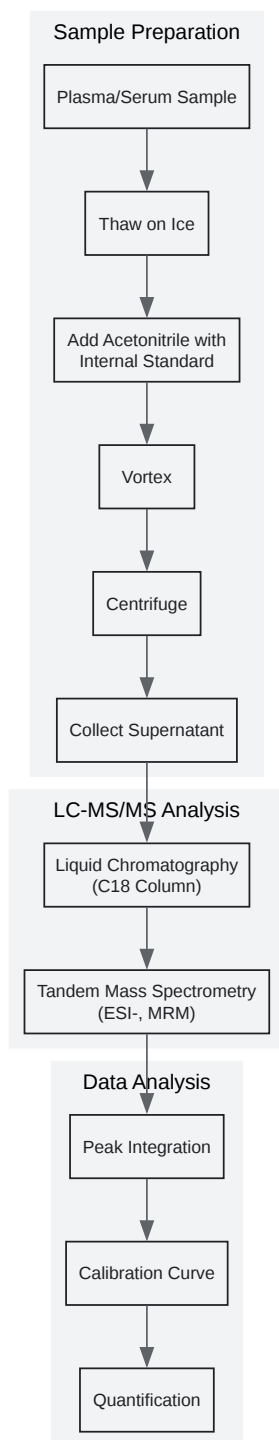 Sample Preparation
Plasma/Serum Sample
Thaw on Ice
Add Acetonitrile with
Internal Standard
Vortex
Centrifuge
Collect Supernatant
LC-MS/MS Analysis
Liquid Chromatography
(C18 Column)
Tandem Mass Spectrometry
(ESI-, MRM)
Data Analysis
Peak Integration
Calibration Curve
Quantification